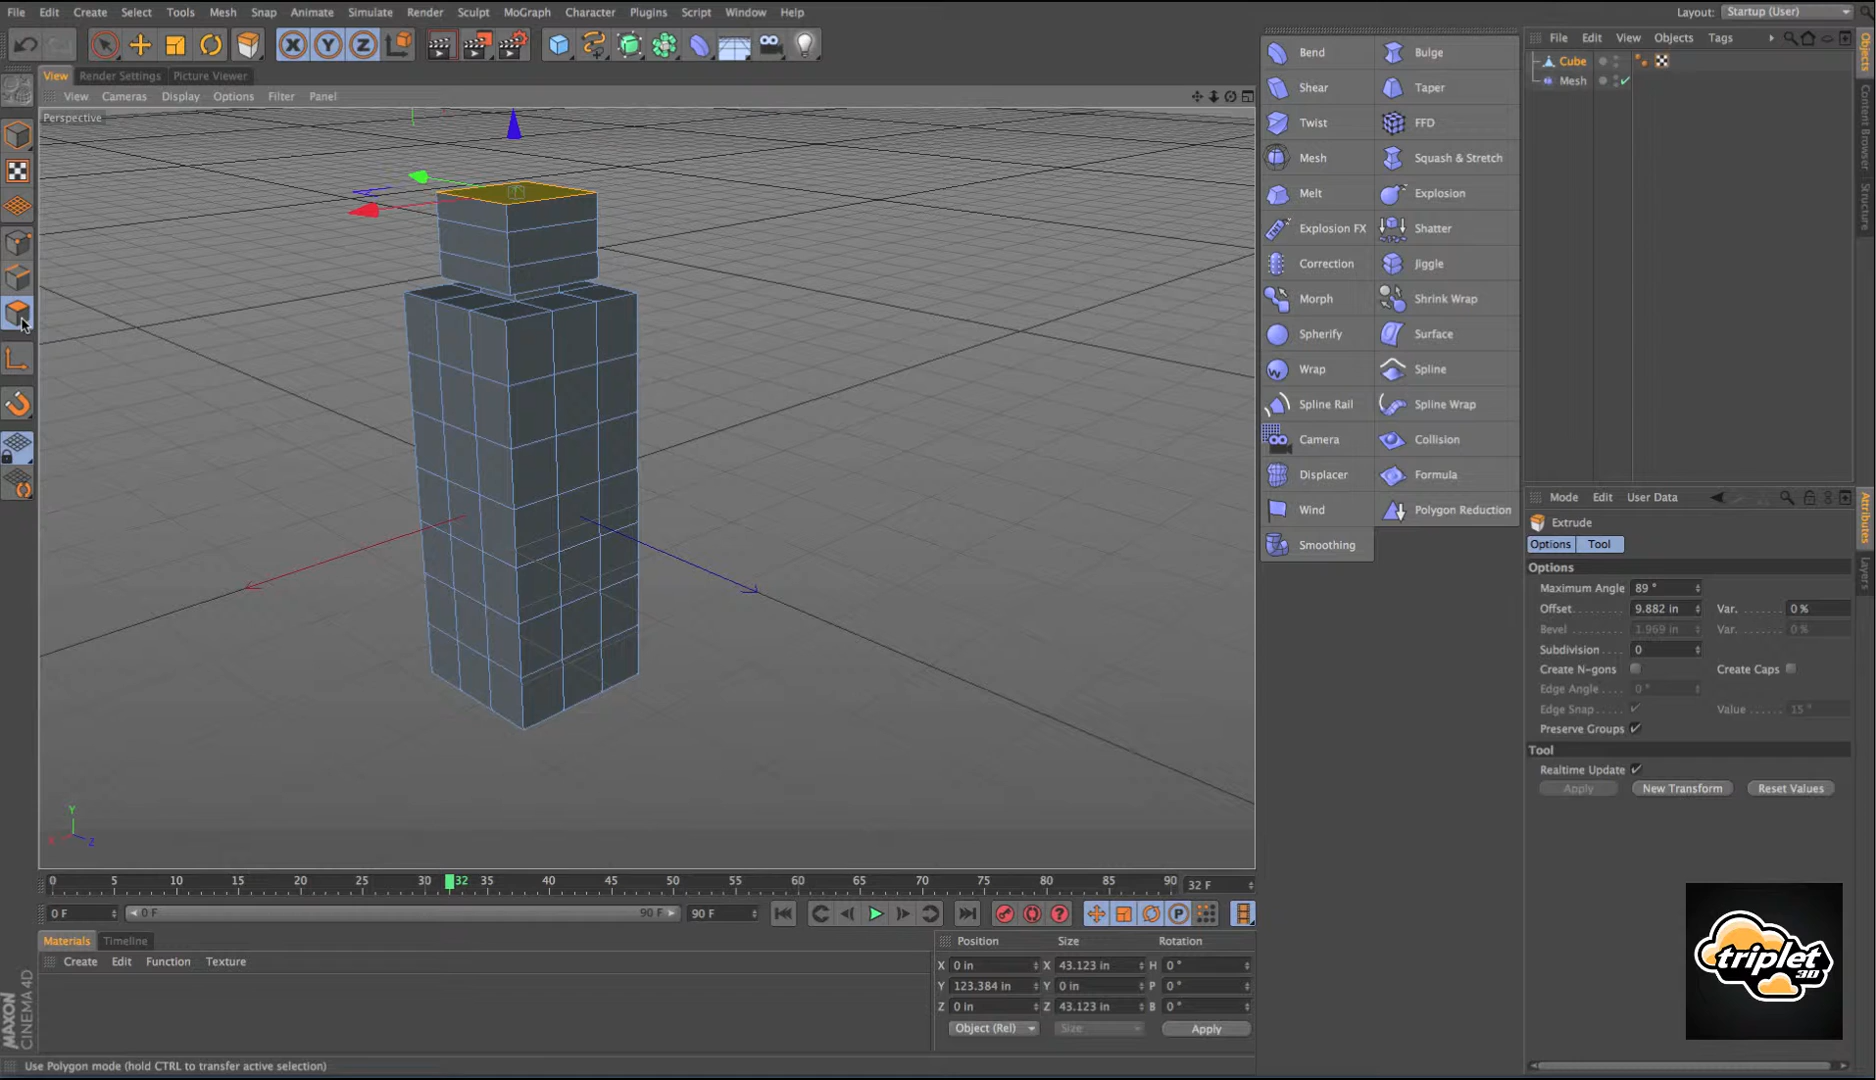 File Edit Create Select Tools Mesh Snap Animate Simulate Render Sculpt MoGraph Character Plugins Script Window Help
Layout: Startup (User)
X Y Z
View Render Settings Picture Viewer
View Cameras Display Options Filter Panel
Perspective
Y
X
Z
Bend Bulge
Shear Taper
Twist FFD
Mesh Squash & Stretch
Melt Explosion
Explosion FX Shatter
Correction Jiggle
Morph Shrink Wrap
Spherify Surface
Wrap Spline
Spline Rail Spline Wrap
Camera Collision
Displacer Formula
Wind Polygon Reduction
Smoothing
File Edit View Objects Tags
Cube
Mesh
Objects
Content Browser
Structure
Mode Edit User Data
Extrude
Options Tool
Options
Maximum Angle 89 °
Offset 9.882 in Var. 0 %
Bevel 1.969 in Var. 0 %
Subdivision 0
Create N-gons Create Caps
Edge Angle 0 °
Edge Snap Value 15 °
Preserve Groups
Tool
Realtime Update
Apply New Transform Reset Values
Attributes
Layers
0 5 10 15 20 25 30 32 35 40 45 50 55 60 65 70 75 80 85 90 32 F
0 F 0 F 90 F 90 F
P
Materials Timeline
Create Edit Function Texture
Position Size Rotation
X 0 in X 43.123 in H 0 °
Y 123.384 in Y 0 in P 0 °
Z 0 in Z 43.123 in B 0 °
Object (Rel) Size Apply
MAXON
CINEMA 4D
triplet
3D
Use Polygon mode (hold CTRL to transfer active selection)